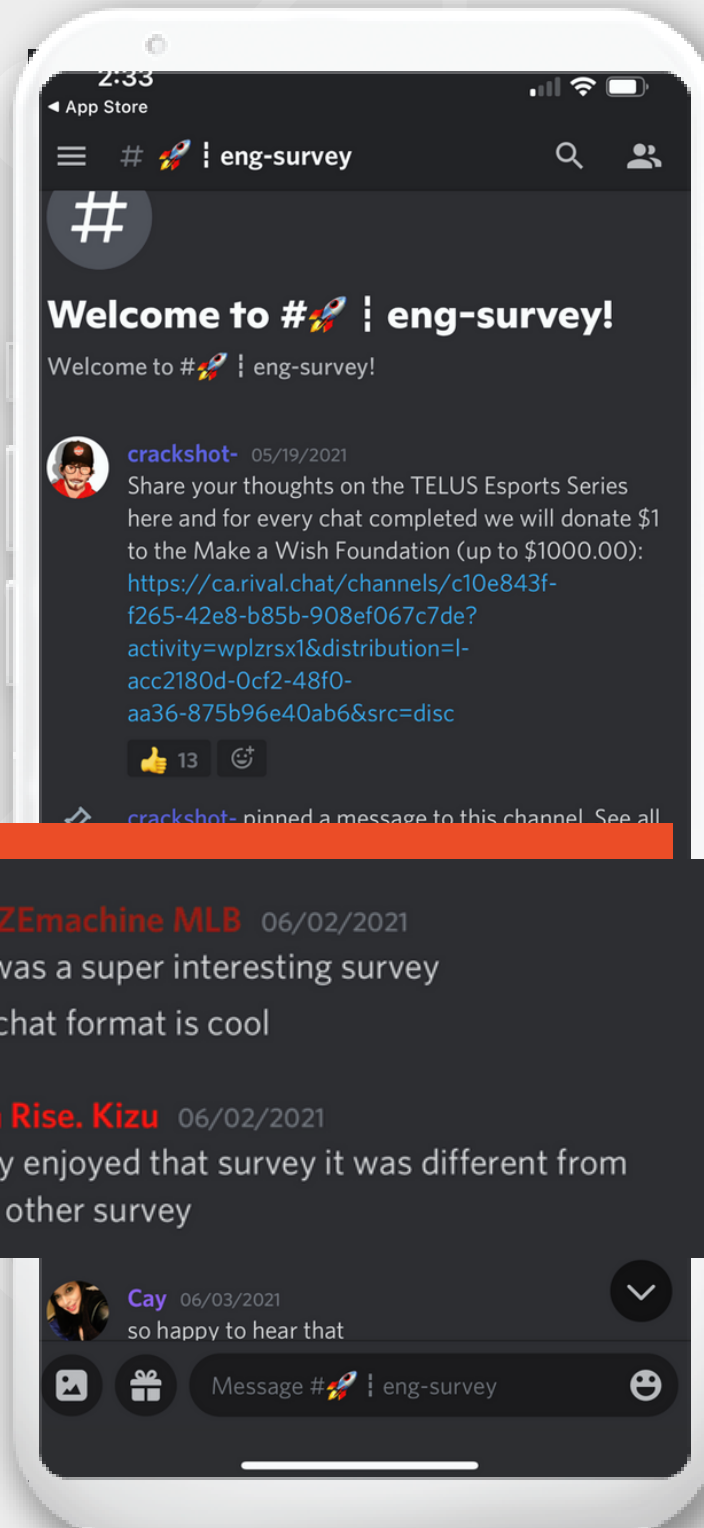 2:33
◀ App Store
# 🚀┋eng-survey
#
Welcome to #🚀┋eng-survey!
Welcome to #🚀┋eng-survey!
crackshot- 05/19/2021
Share your thoughts on the TELUS Esports Series
here and for every chat completed we will donate $1
to the Make a Wish Foundation (up to $1000.00):
https://ca.rival.chat/channels/c10e843f-
f265-42e8-b85b-908ef067c7de?
activity=wplzrsx1&distribution=l-
acc2180d-0cf2-48f0-
aa36-875b96e40ab6&src=disc
👍 13
crackshot- pinned a message to this channel. See all
ZEmachine MLB 06/02/2021
was a super interesting survey
chat format is cool
Rise. Kizu 06/02/2021
y enjoyed that survey it was different from
other survey
Cay 06/03/2021
so happy to hear that
Message #🚀┋eng-survey